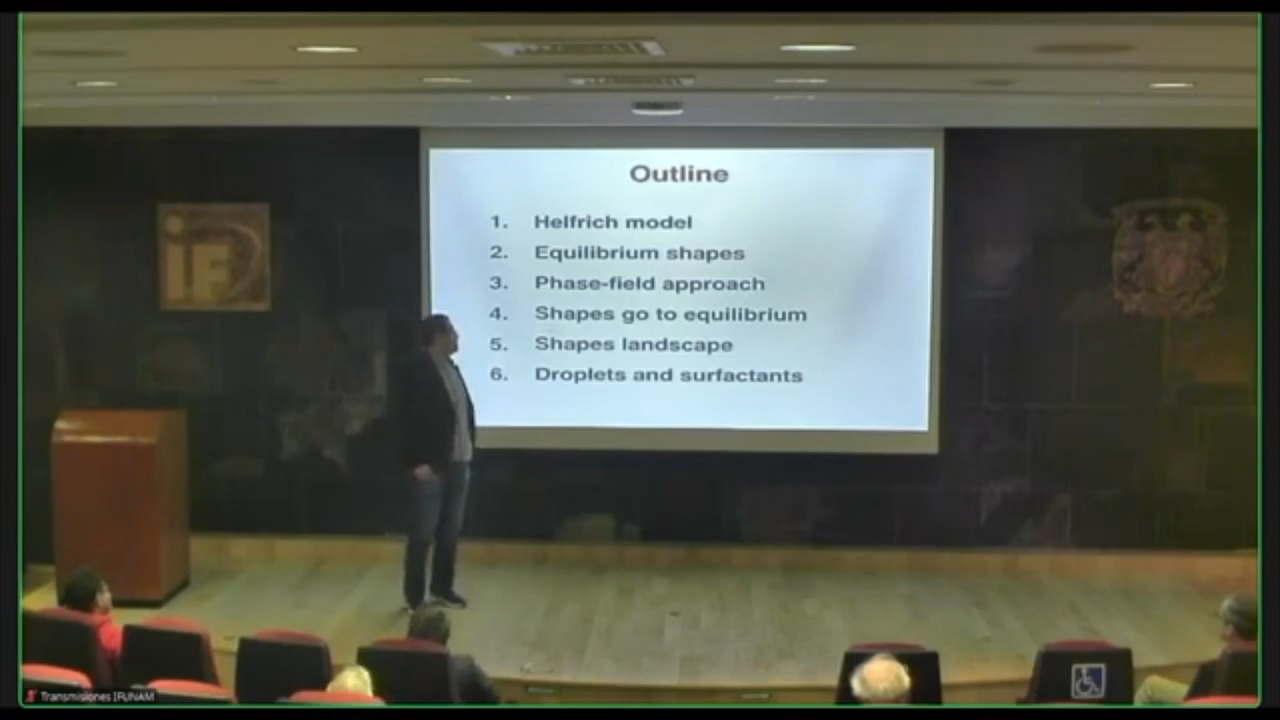 Outline
1. Helfrich model
2. Equilibrium shapes
3. Phase-field approach
4. Shapes go to equilibrium
5. Shapes landscape
6. Droplets and surfactants
iF
Transmisiones IFUNAM